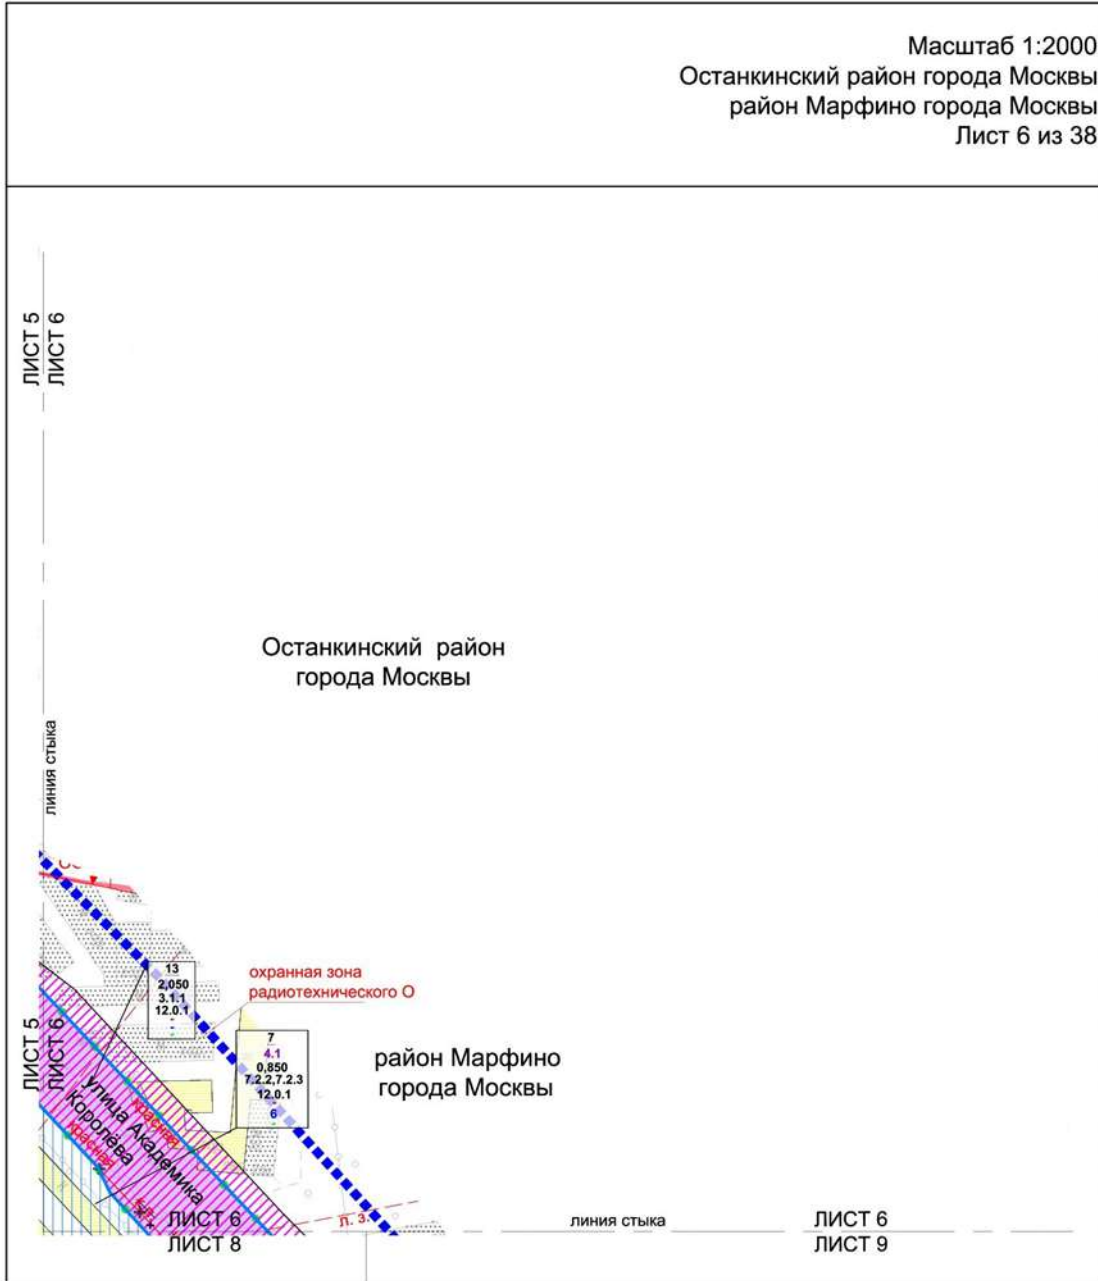 Масштаб 1:2000
Останкинский район города Москвы
район Марфино города Москвы
Лист 6 из 38
ЛИСТ 5
ЛИСТ 6
Останкинский район
города Москвы
линия стыка
13
2,050
3.1.1
12.0.1
-
-
охранная зона
радиотехнического О
7
4.1
0,850
7.2.2,7.2.3
12.0.1
-
6
район Марфино
города Москвы
ЛИСТ 5
ЛИСТ 6
улица Академика
Королёва
красная
красная
Л. З.
ЛИСТ 6
ЛИСТ 8
линия стыка
ЛИСТ 6
ЛИСТ 9